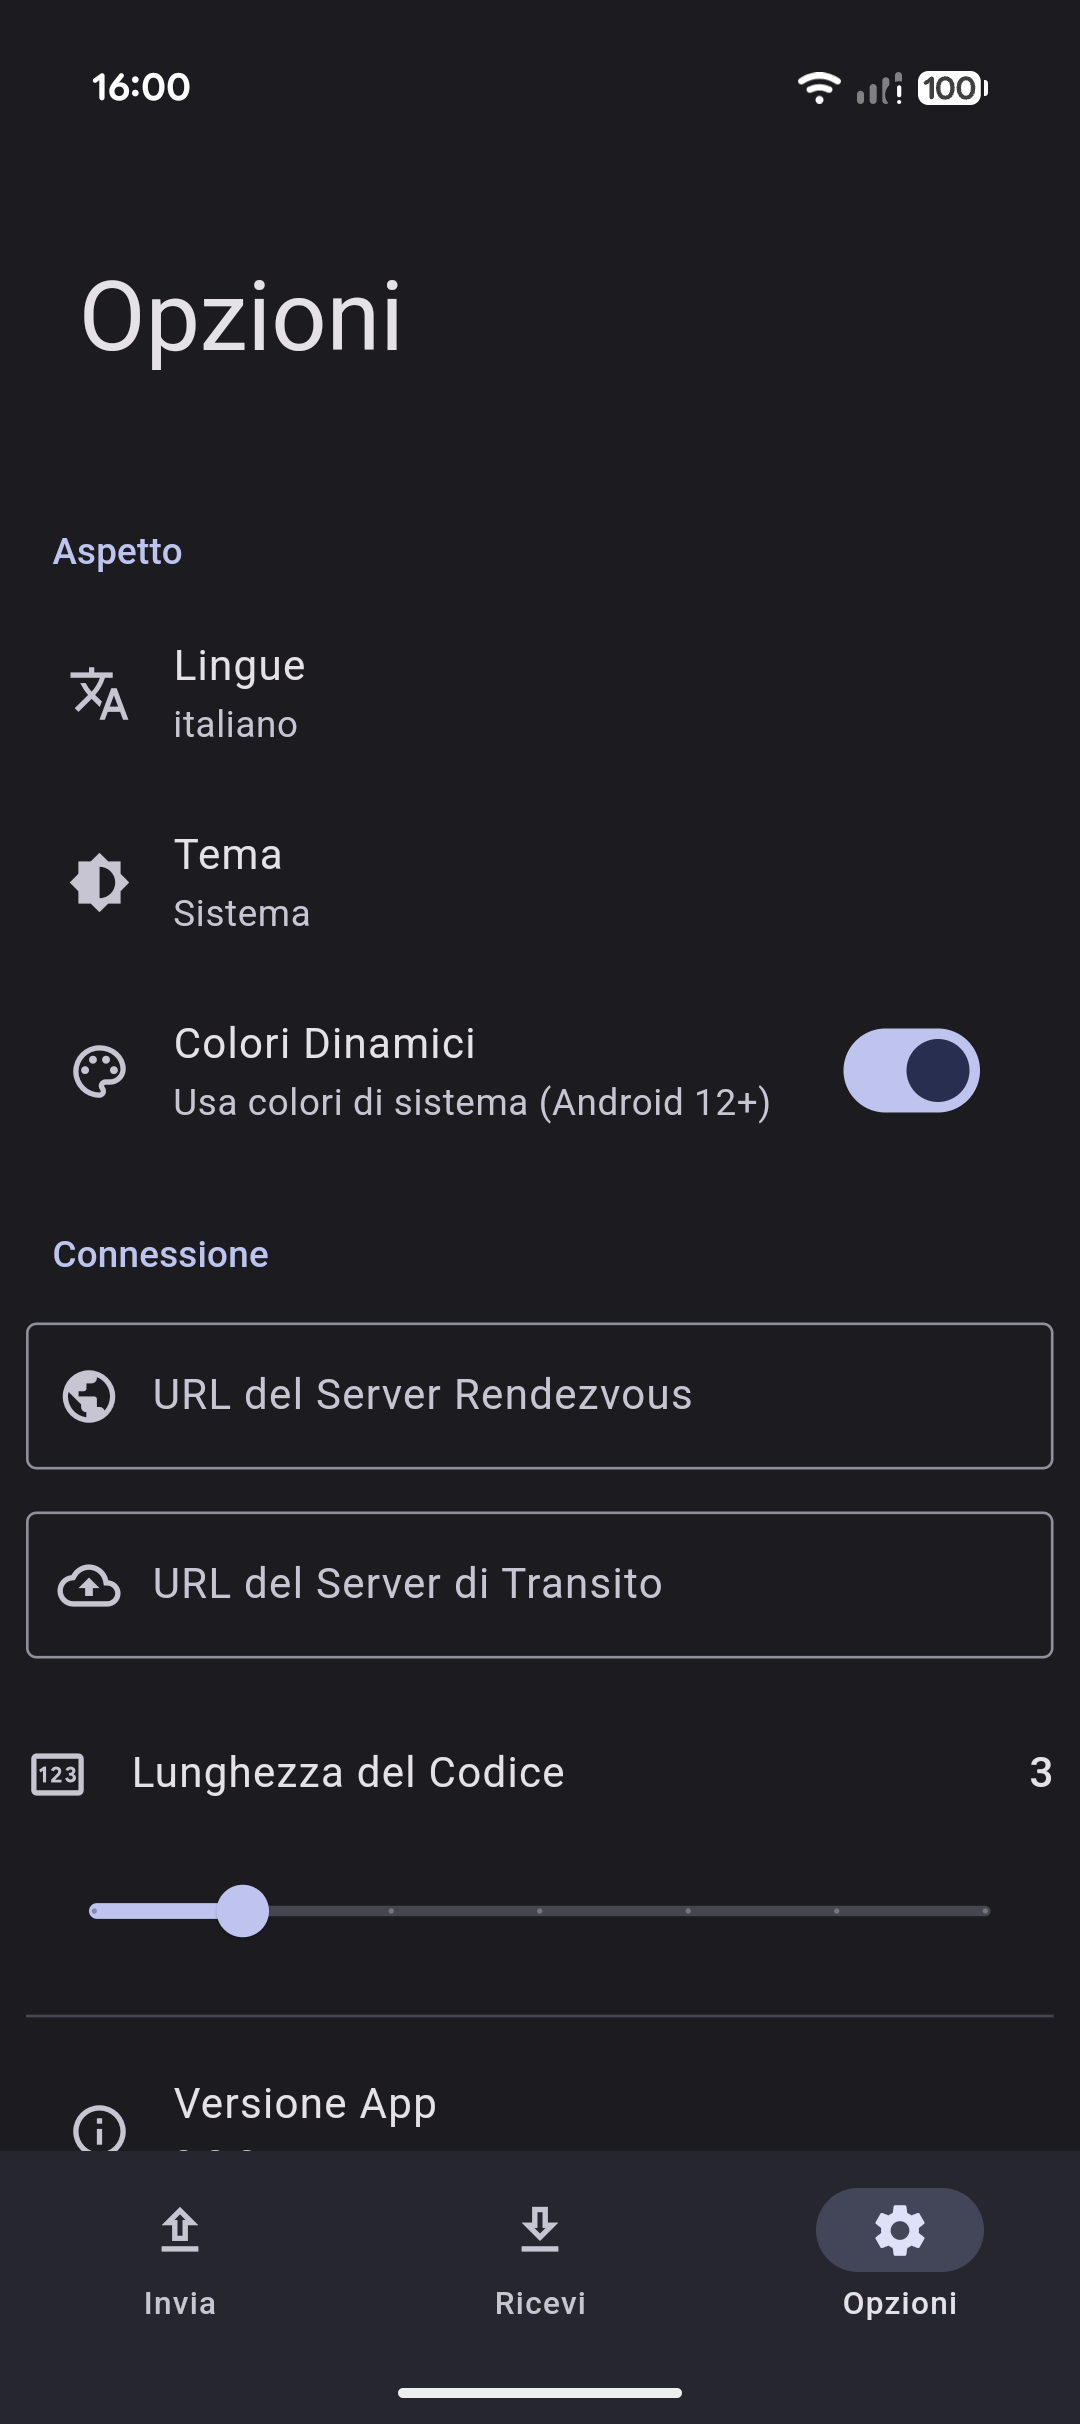 16:00
100
Opzioni
Aspetto
Lingue
italiano
Tema
Sistema
Colori Dinamici
Usa colori di sistema (Android 12+)
Connessione
URL del Server Rendezvous
URL del Server di Transito
123
Lunghezza del Codice
3
Versione App
Invia
Ricevi
Opzioni